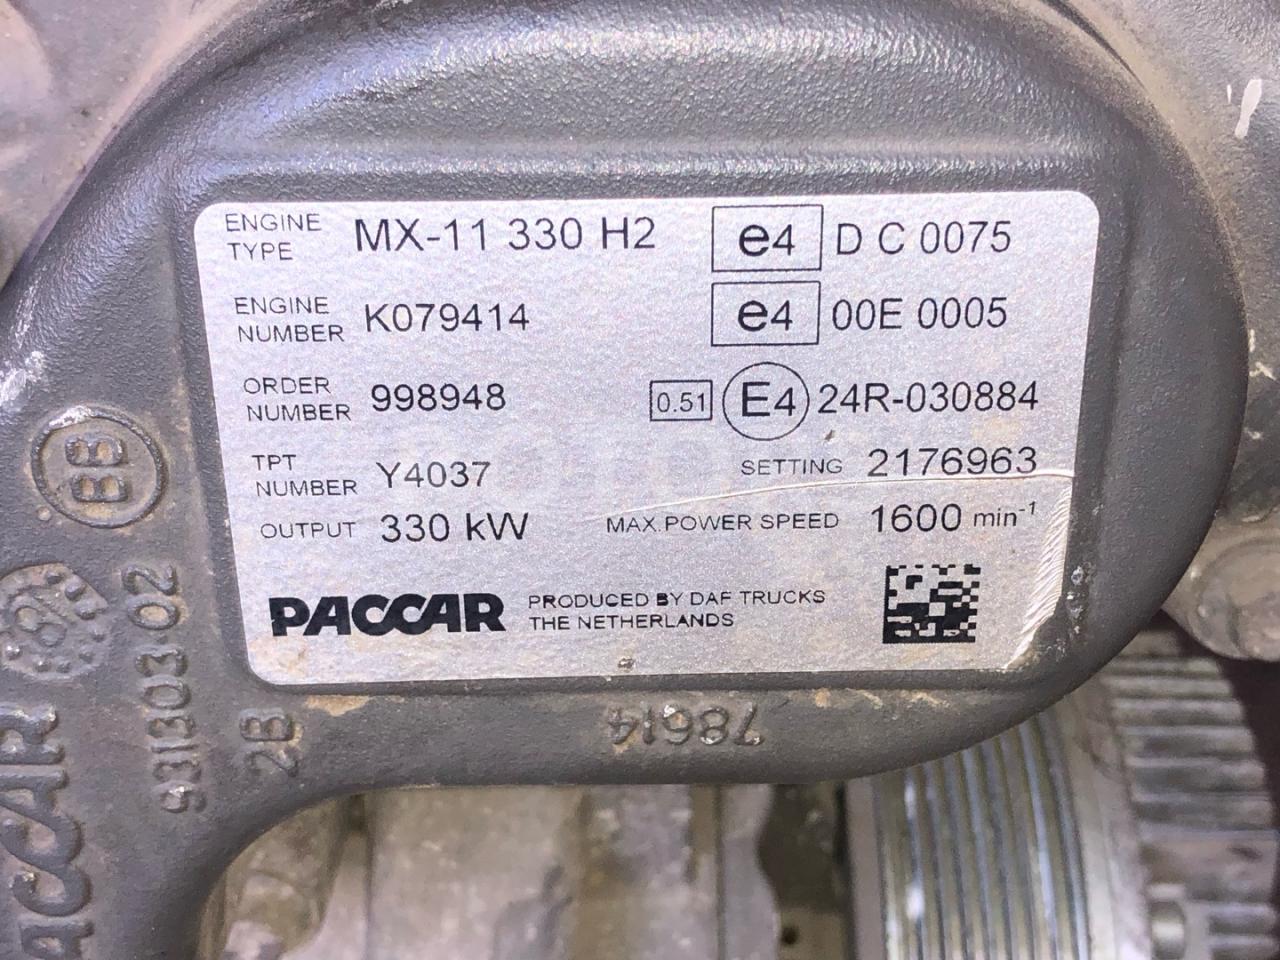 ENGINE TYPE MX-11 330 H2 e4 D C 0075
ENGINE NUMBER K079414 e4 00E 0005
ORDER NUMBER 998948 0.51 E4 24R-030884
TPT NUMBER Y4037 SETTING 2176963
OUTPUT 330 kW MAX.POWER SPEED 1600 min-1
PACCAR PRODUCED BY DAF TRUCKS
THE NETHERLANDS
BB
931303-02
2B
78614
PACCAR